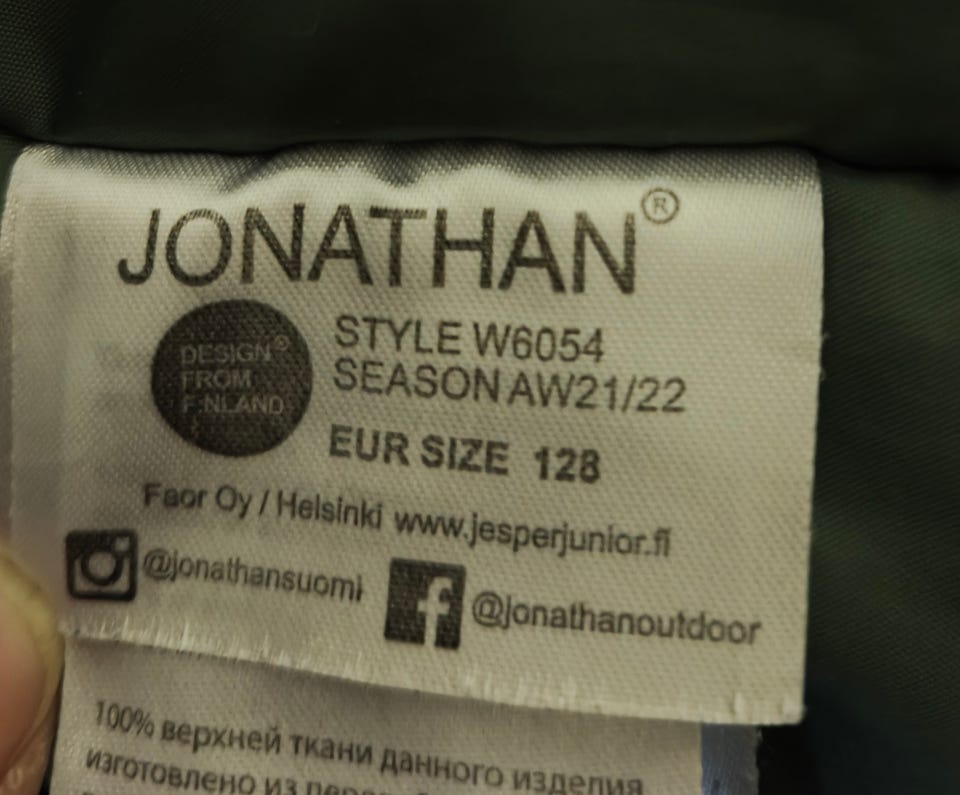 JONATHAN®
DESIGN®
FROM
FINLAND
STYLE W6054
SEASON AW21/22
EUR SIZE 128
Faor Oy / Helsinki www.jesperjunior.fi
@jonathansuomi
@jonathanoutdoor
100% верхней ткани данного изделия
изготовлено из